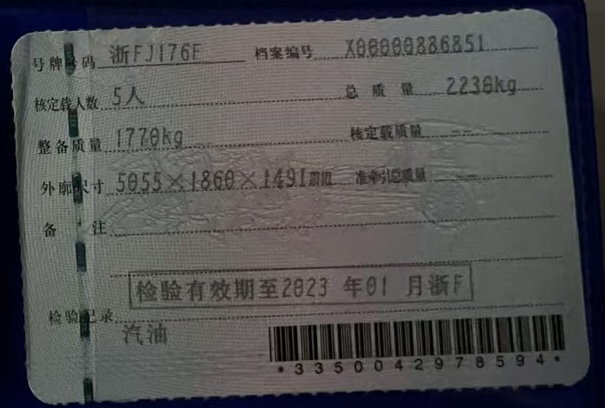 号牌号码 浙FJ176F 档案编号 X00000886851
核定载人数 5人 总质量 2230kg
整备质量 1770kg 核定载质量 --
外廓尺寸 5055×1860×1491mm 准牵引总质量 --
备注
检验有效期至2023 年01 月浙F
检验记录
汽油
*3350042978594*